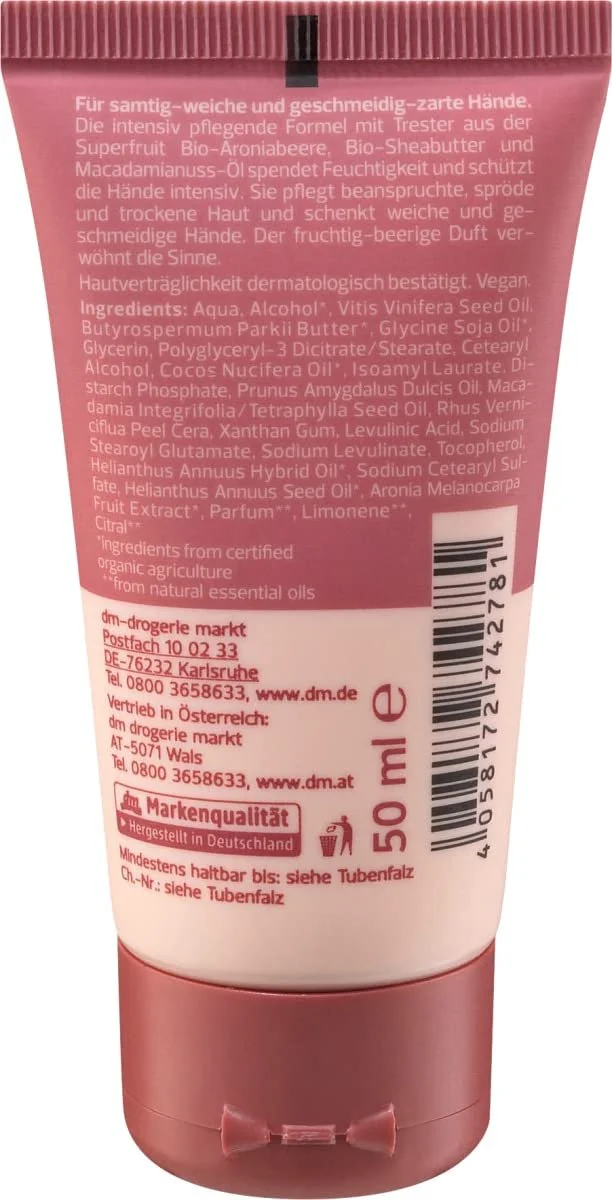 Für samtig-weiche und geschmeidig-zarte Hände.
Die intensiv pflegende Formel mit Trester aus der
Superfruit Bio-Aroniabeere, Bio-Sheabutter und
Macadamianuss-Öl spendet Feuchtigkeit und schützt
die Hände intensiv. Sie pflegt beanspruchte, spröde
und trockene Haut und schenkt weiche und ge-
schmeidige Hände. Der fruchtig-beerige Duft ver-
wöhnt die Sinne.
Hautverträglichkeit dermatologisch bestätigt. Vegan.
Ingredients: Aqua, Alcohol*, Vitis Vinifera Seed Oil,
Butyrospermum Parkii Butter*, Glycine Soja Oil*,
Glycerin, Polyglyceryl-3 Dicitrate/Stearate, Cetearyl
Alcohol, Cocos Nucifera Oil*, Isoamyl Laurate, Di-
starch Phosphate, Prunus Amygdalus Dulcis Oil, Maca-
damia Integrifolia/Tetraphylla Seed Oil, Rhus Verni-
ciflua Peel Cera, Xanthan Gum, Levulinic Acid, Sodium
Stearoyl Glutamate, Sodium Levulinate, Tocopherol,
Helianthus Annuus Hybrid Oil*, Sodium Cetearyl Sul-
fate, Helianthus Annuus Seed Oil*, Aronia Melanocarpa
Fruit Extract*, Parfum**, Limonene**,
Citral**
*ingredients from certified
organic agriculture
**from natural essential oils
dm-drogerie markt
Postfach 10 02 33
DE-76232 Karlsruhe
Tel. 0800 3658633, www.dm.de
Vertrieb in Österreich:
dm drogerie markt
AT-5071 Wals
Tel. 0800 3658633, www.dm.at
dm Markenqualität
Hergestellt in Deutschland
Mindestens haltbar bis: siehe Tubenfalz
Ch.-Nr.: siehe Tubenfalz
50 ml e
4 058172 742781